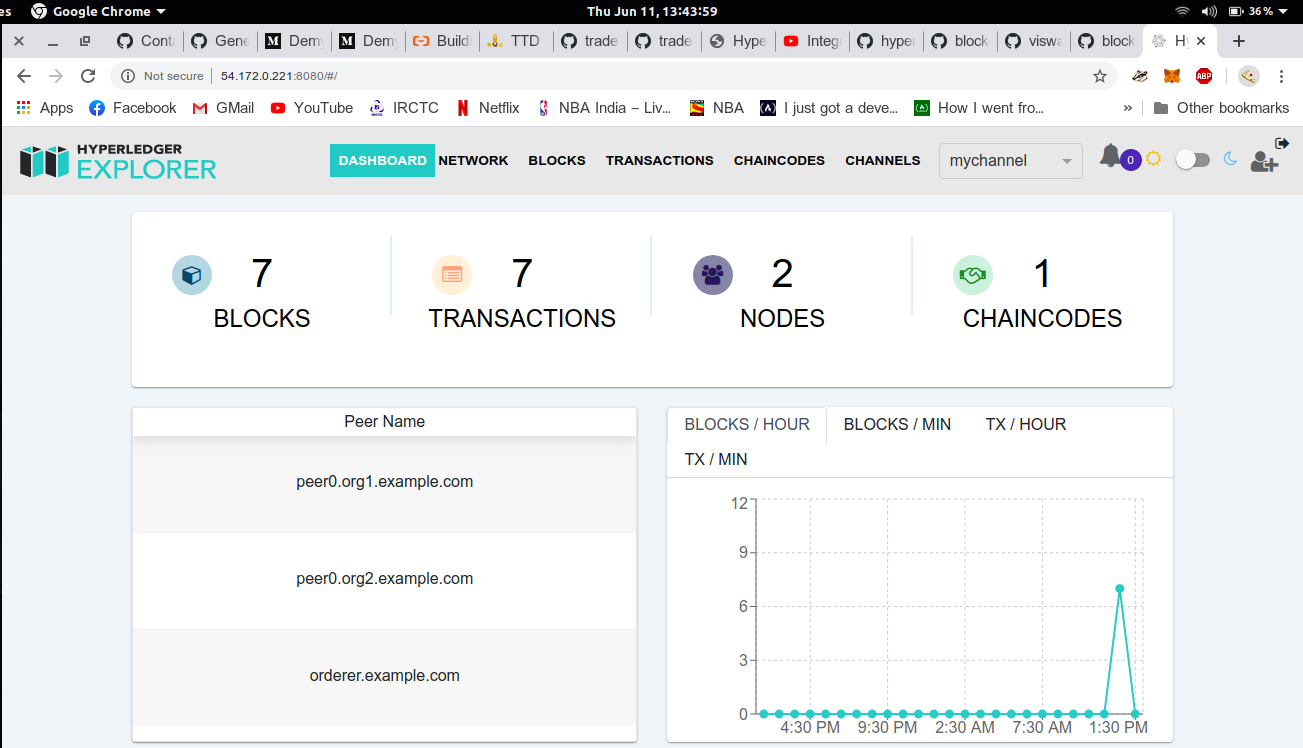 es Google Chrome Thu Jun 11, 13:43:59 36 %
Cont Gene M Dem M Dem Build TTD trade trade Hype Integ hyper block viswa block Hy
Not secure 54.172.0.221:8080/#/ ABP
Apps Facebook GMail YouTube IRCTC Netflix NBA India – Liv... NBA I just got a deve... How I went fro... » Other bookmarks
HYPERLEDGER
EXPLORER
DASHBOARD NETWORK BLOCKS TRANSACTIONS CHAINCODES CHANNELS mychannel 0
7 7 2 1
BLOCKS TRANSACTIONS NODES CHAINCODES
Peer Name
peer0.org1.example.com
peer0.org2.example.com
orderer.example.com
BLOCKS / HOUR BLOCKS / MIN TX / HOUR
TX / MIN
12
9
6
3
0
4:30 PM 9:30 PM 2:30 AM 7:30 AM 1:30 PM